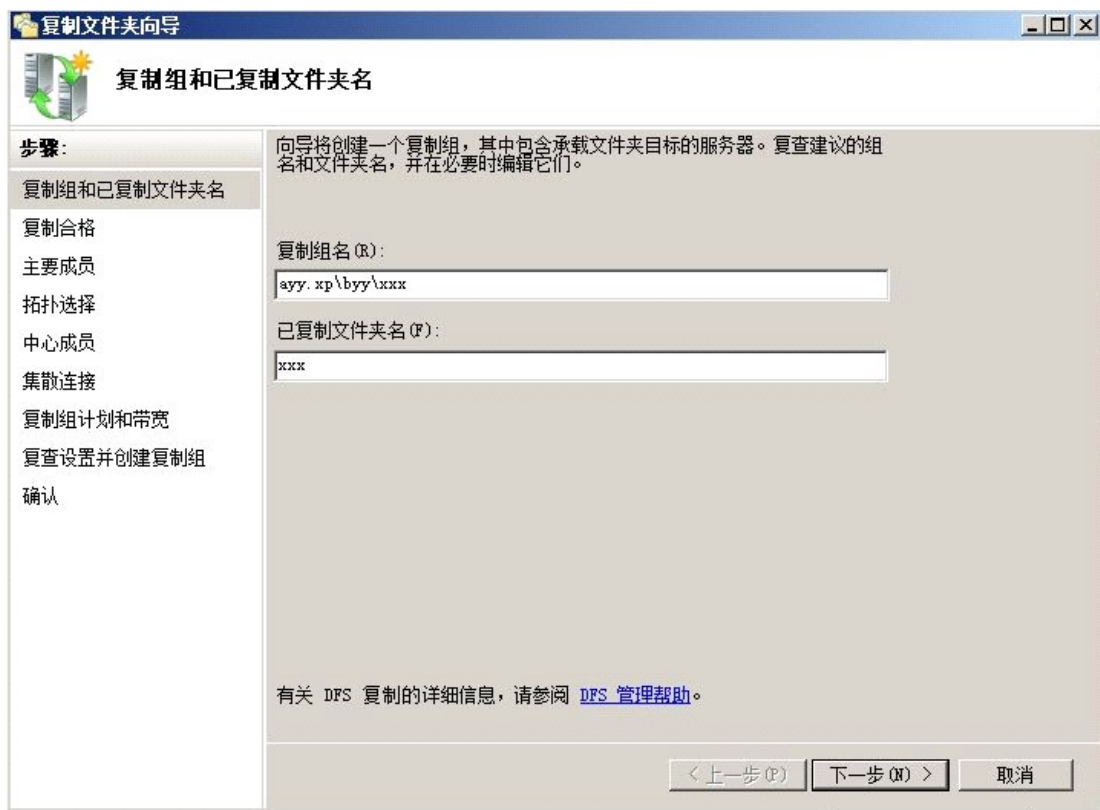 复制文件夹向导
复制组和已复制文件夹名
步骤:
复制组和已复制文件夹名
复制合格
主要成员
拓扑选择
中心成员
集散连接
复制组计划和带宽
复查设置并创建复制组
确认
向导将创建一个复制组，其中包含承载文件夹目标的服务器。复查建议的组
名和文件夹名，并在必要时编辑它们。
复制组名(R):
ayy.xp\byy\xxx
已复制文件夹名(F):
xxx
有关 DFS 复制的详细信息，请参阅 DFS 管理帮助。
< 上一步(P)
下一步(N) >
取消